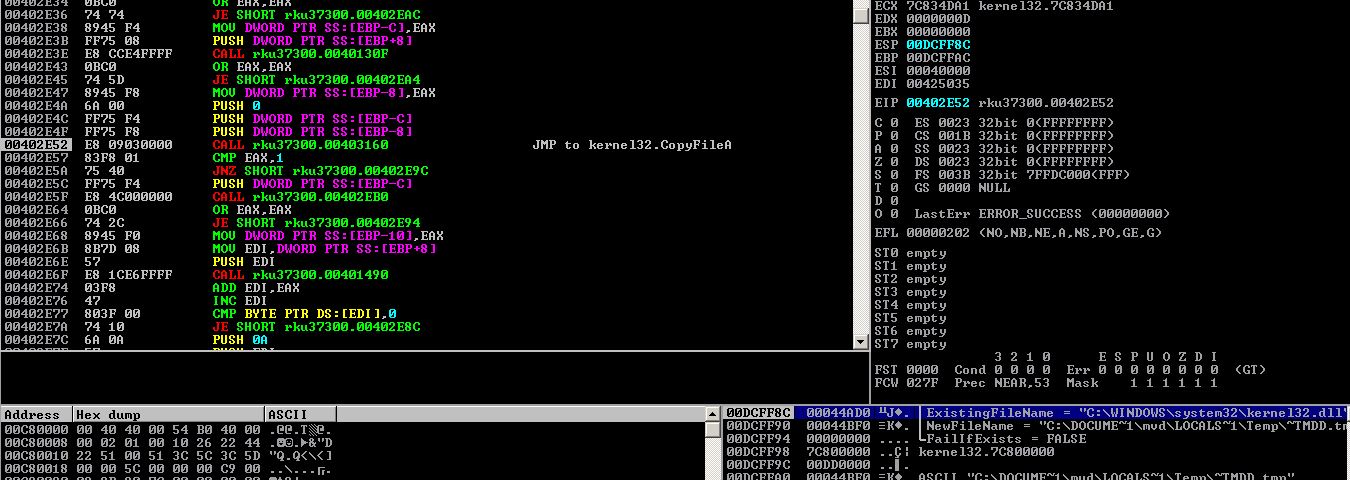 00402E34 0BC0 OR EAX,EAX
00402E36 74 74 JE SHORT rku37300.00402EAC
00402E38 8945 F4 MOV DWORD PTR SS:[EBP-C],EAX
00402E3B FF75 08 PUSH DWORD PTR SS:[EBP+8]
00402E3E E8 CCE4FFFF CALL rku37300.0040130F
00402E43 0BC0 OR EAX,EAX
00402E45 74 5D JE SHORT rku37300.00402EA4
00402E47 8945 F8 MOV DWORD PTR SS:[EBP-8],EAX
00402E4A 6A 00 PUSH 0
00402E4C FF75 F4 PUSH DWORD PTR SS:[EBP-C]
00402E4F FF75 F8 PUSH DWORD PTR SS:[EBP-8]
00402E52 E8 09030000 CALL rku37300.00403160 JMP to kernel32.CopyFileA
00402E57 83F8 01 CMP EAX,1
00402E5A 75 40 JNZ SHORT rku37300.00402E9C
00402E5C FF75 F4 PUSH DWORD PTR SS:[EBP-C]
00402E5F E8 4C000000 CALL rku37300.00402EB0
00402E64 0BC0 OR EAX,EAX
00402E66 74 2C JE SHORT rku37300.00402E94
00402E68 8945 F0 MOV DWORD PTR SS:[EBP-10],EAX
00402E6B 8B7D 08 MOV EDI,DWORD PTR SS:[EBP+8]
00402E6E 57 PUSH EDI
00402E6F E8 1CE6FFFF CALL rku37300.00401490
00402E74 03F8 ADD EDI,EAX
00402E76 47 INC EDI
00402E77 803F 00 CMP BYTE PTR DS:[EDI],0
00402E7A 74 10 JE SHORT rku37300.00402E8C
00402E7C 6A 0A PUSH 0A
ECX 7C834DA1 kernel32.7C834DA1
EDX 0000000D
EBX 00000000
ESP 00DCFF8C
EBP 00DCFFAC
ESI 00040000
EDI 00425035
EIP 00402E52 rku37300.00402E52
C 0 ES 0023 32bit 0(FFFFFFFF)
P 0 CS 001B 32bit 0(FFFFFFFF)
A 0 SS 0023 32bit 0(FFFFFFFF)
Z 0 DS 0023 32bit 0(FFFFFFFF)
S 0 FS 003B 32bit 7FFDC000(FFF)
T 0 GS 0000 NULL
D 0
O 0 LastErr ERROR_SUCCESS (00000000)
EFL 00000202 (NO,NB,NE,A,NS,PO,GE,G)
ST0 empty
ST1 empty
ST2 empty
ST3 empty
ST4 empty
ST5 empty
ST6 empty
ST7 empty
3 2 1 0 E S P U O Z D I
FST 0000 Cond 0 0 0 0 Err 0 0 0 0 0 0 0 0 (GT)
FCW 027F Prec NEAR,53 Mask 1 1 1 1 1 1
Address Hex dump ASCII
00C80000 00 40 40 00 54 B0 40 00 .@@.T░@.
00C80008 00 02 01 00 10 26 22 44
00C80010 22 51 00 51 3C 5C 3C 5D "Q.Q<\<]
00C80018 00 00 5C 00 00 00 C9 00 ..\...╔.
00DCFF8C 00044AD0 ╨J♦. ExistingFileName = "C:\WINDOWS\system32\kernel32.dll"
00DCFF90 00044BF0 ≡K♦. NewFileName = "C:\DOCUME~1\mvd\LOCALS~1\Temp\~TMDD.tm
00DCFF94 00000000 .... FailIfExists = FALSE
00DCFF98 7C800000 ..Ç| kernel32.7C800000
00DCFF9C 00DD0000 ..▌.
00DCFFA0 00044BF0 ≡K♦. ASCII "C:\DOCUME~1\mvd\LOCALS~1\Temp\~TMDD.tmp"